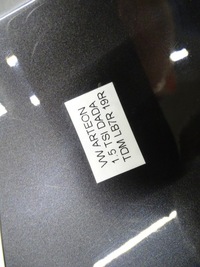 VW ARTEON
1.5 TSI DADA
TDM LB7R 19R